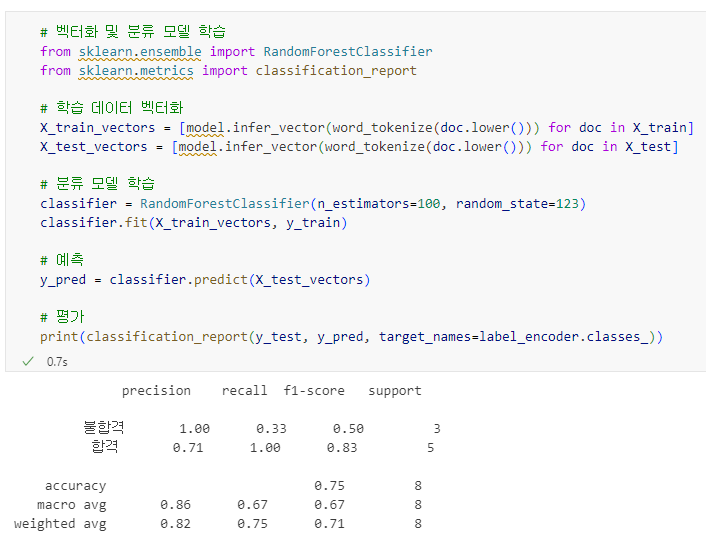 # 벡터화 및 분류 모델 학습
from sklearn.ensemble import RandomForestClassifier
from sklearn.metrics import classification_report
# 학습 데이터 벡터화
X_train_vectors = [model.infer_vector(word_tokenize(doc.lower())) for doc in X_train]
X_test_vectors = [model.infer_vector(word_tokenize(doc.lower())) for doc in X_test]
# 분류 모델 학습
classifier = RandomForestClassifier(n_estimators=100, random_state=123)
classifier.fit(X_train_vectors, y_train)
# 예측
y_pred = classifier.predict(X_test_vectors)
# 평가
print(classification_report(y_test, y_pred, target_names=label_encoder.classes_))
✓ 0.7s
precision recall f1-score support
불합격 1.00 0.33 0.50 3
합격 0.71 1.00 0.83 5
accuracy 0.75 8
macro avg 0.86 0.67 0.67 8
weighted avg 0.82 0.75 0.71 8